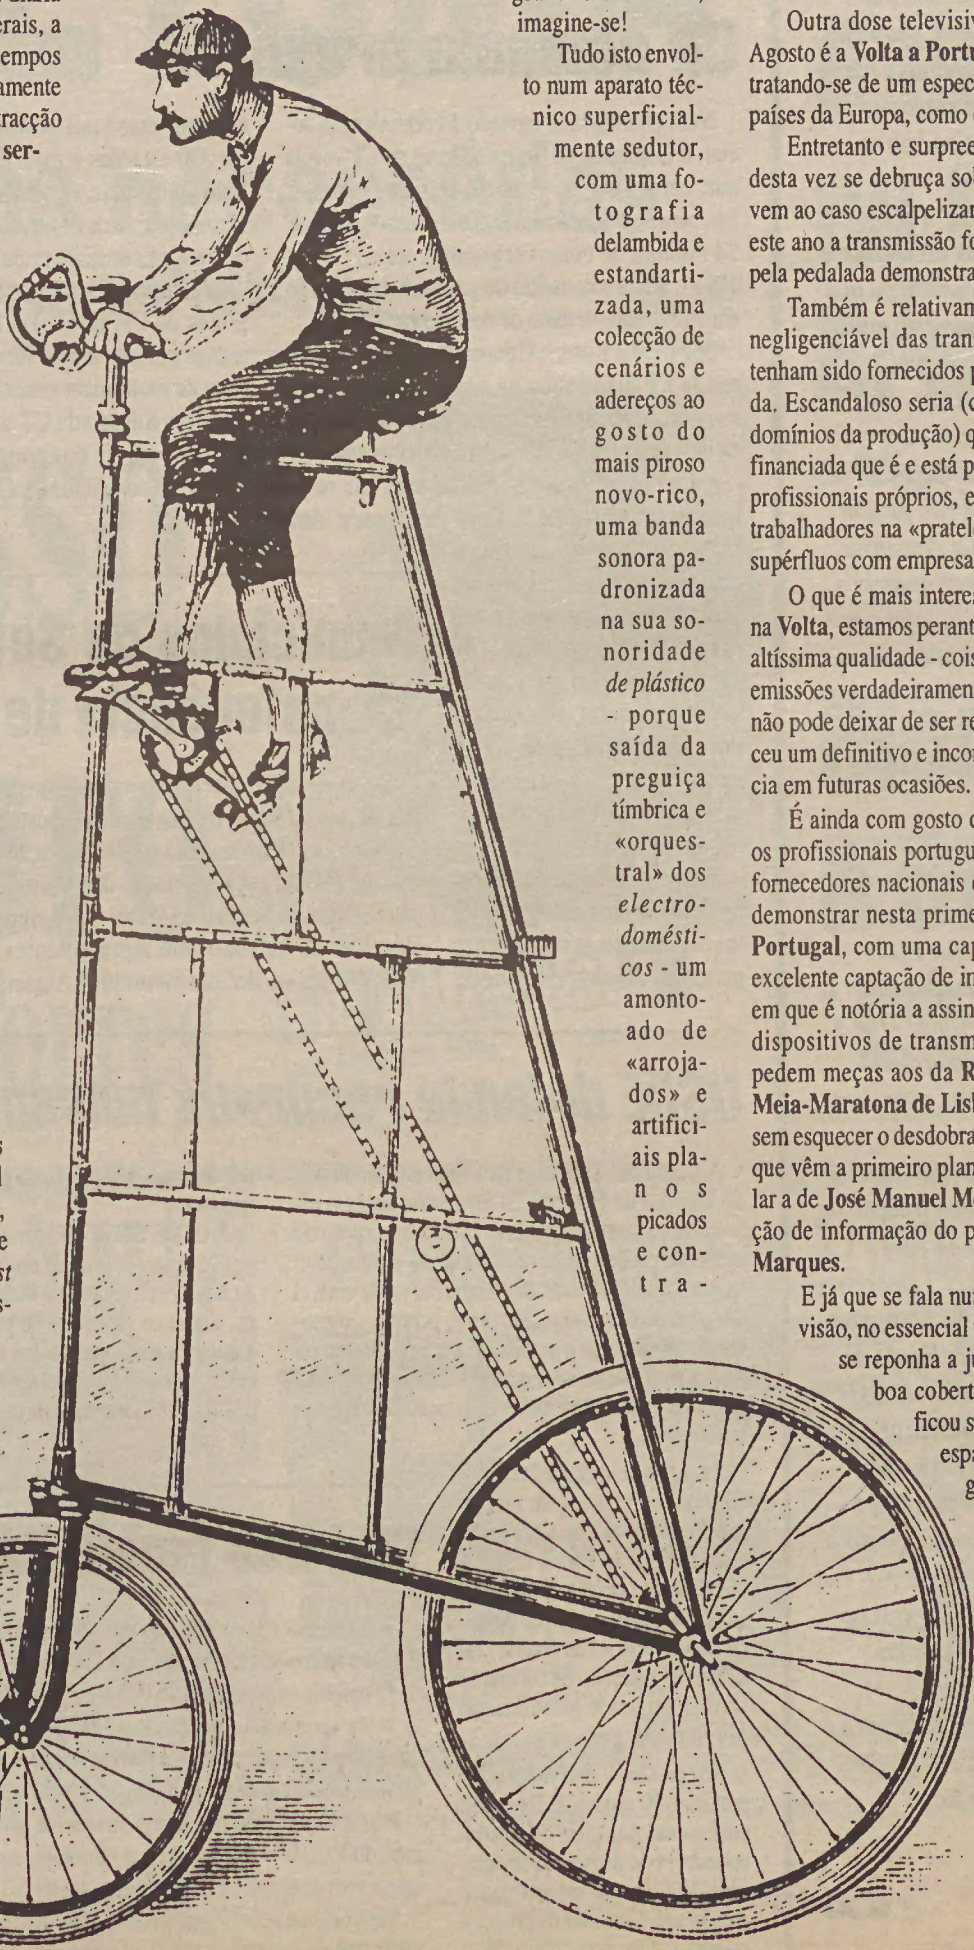 erais, a
empos
amente
racção
ser-
s
l
,
e
st
s-
imagine-se!
Tudo isto envol-
to num aparato téc-
nico superficial-
mente sedutor,
com uma fo-
tografia
delambida e
estandarti-
zada, uma
colecção de
cenários e
adereços ao
gosto do
mais piroso
novo-rico,
uma banda
sonora pa-
dronizada
na sua so-
noridade
de plástico
- porque
saída da
preguiça
tímbrica e
«orques-
tral» dos
electro-
domésti-
cos - um
amonto-
ado de
«arroja-
dos» e
artifici-
ais pla-
nos
picados
e con-
tra-
Outra dose televisiv
Agosto é a Volta a Portu
tratando-se de um espec
países da Europa, como
Entretanto e surpree
desta vez se debruça sol
vem ao caso escalpelizar
este ano a transmissão fo
pela pedalada demonstra
Também é relativam
negligenciável das trans
tenham sido fornecidos p
da. Escandaloso seria (c
domínios da produção) q
financiada que é e está p
profissionais próprios, e
trabalhadores na «pratel
supérfluos com empresa
O que é mais interes
na Volta, estamos perant
altíssima qualidade - cois
emissões verdadeiramen
não pode deixar de ser re
ceu um definitivo e incor
cia em futuras ocasiões.
É ainda com gosto c
os profissionais portugu
fornecedores nacionais
demonstrar nesta prime
Portugal, com uma cap
excelente captação de in
em que é notória a assin
dispositivos de transm
pedem meças aos da R
Meia-Maratona de Lisl
sem esquecer o desdobra
que vêm a primeiro plan
lar a de José Manuel Mo
ção de informação do p
Marques.
E já que se fala nu
visão, no essencial
se reponha a ju
boa cobert
ficou s
espa
g